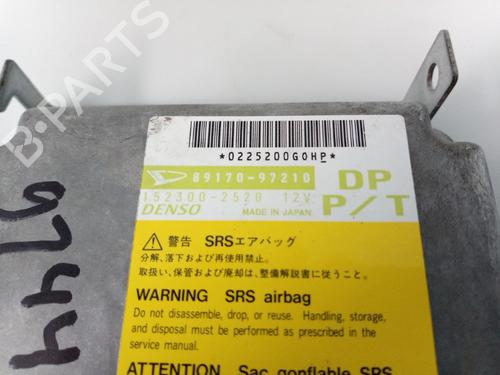 B-PARTS
*0225200G0HP*
89170-97210 DP
152300-2520 12V P/T
DENSO MADE IN JAPAN
警告 SRSエアバッグ
分解、落下および再使用禁止。
取扱い、保管および廃却は、整備解説書に従うこと。
WARNING SRS airbag
Do not disassemble, drop, or reuse. Handling, storage,
and disposal must be performed as prescribed in the
service manual.
ATTENTION Sac gonflable SRS
9744